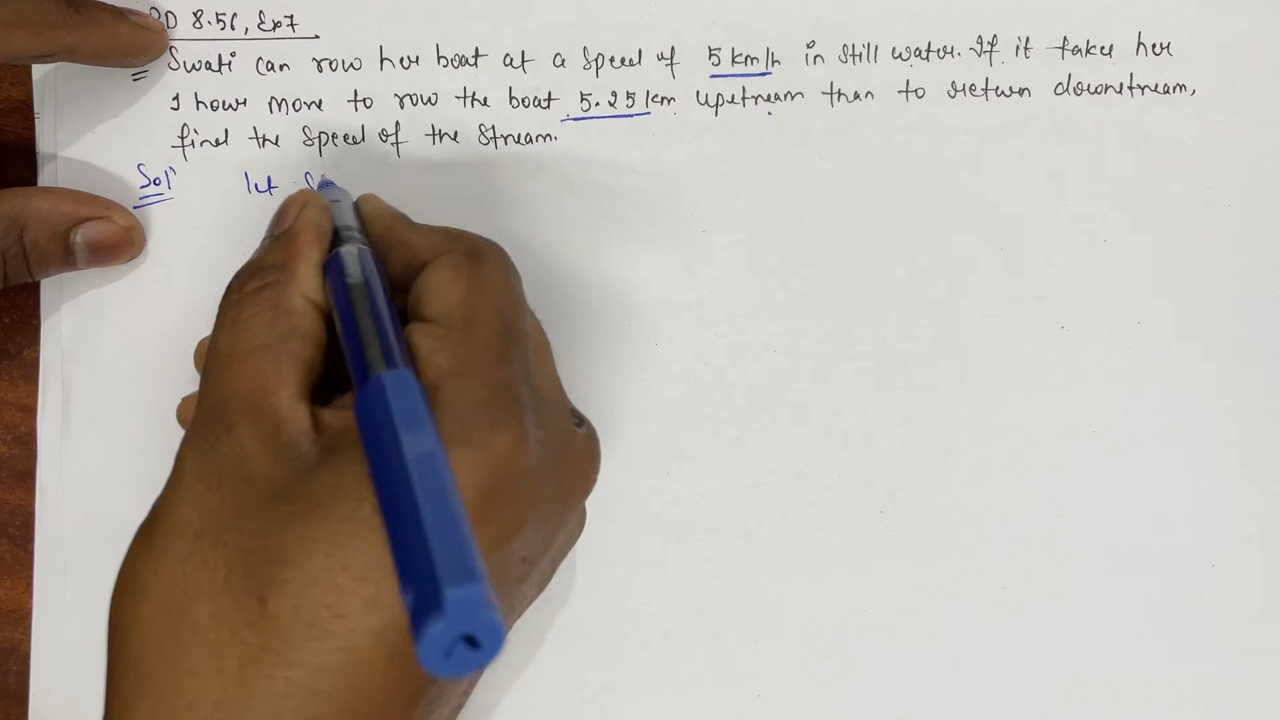 RD 8.56, Exp7
Swati can row her boat at a speed of 5 km/h in still water. If it takes her
1 hour more to row the boat 5.25 km upstream than to return downstream,
find the speed of the stream.
Solⁿ let